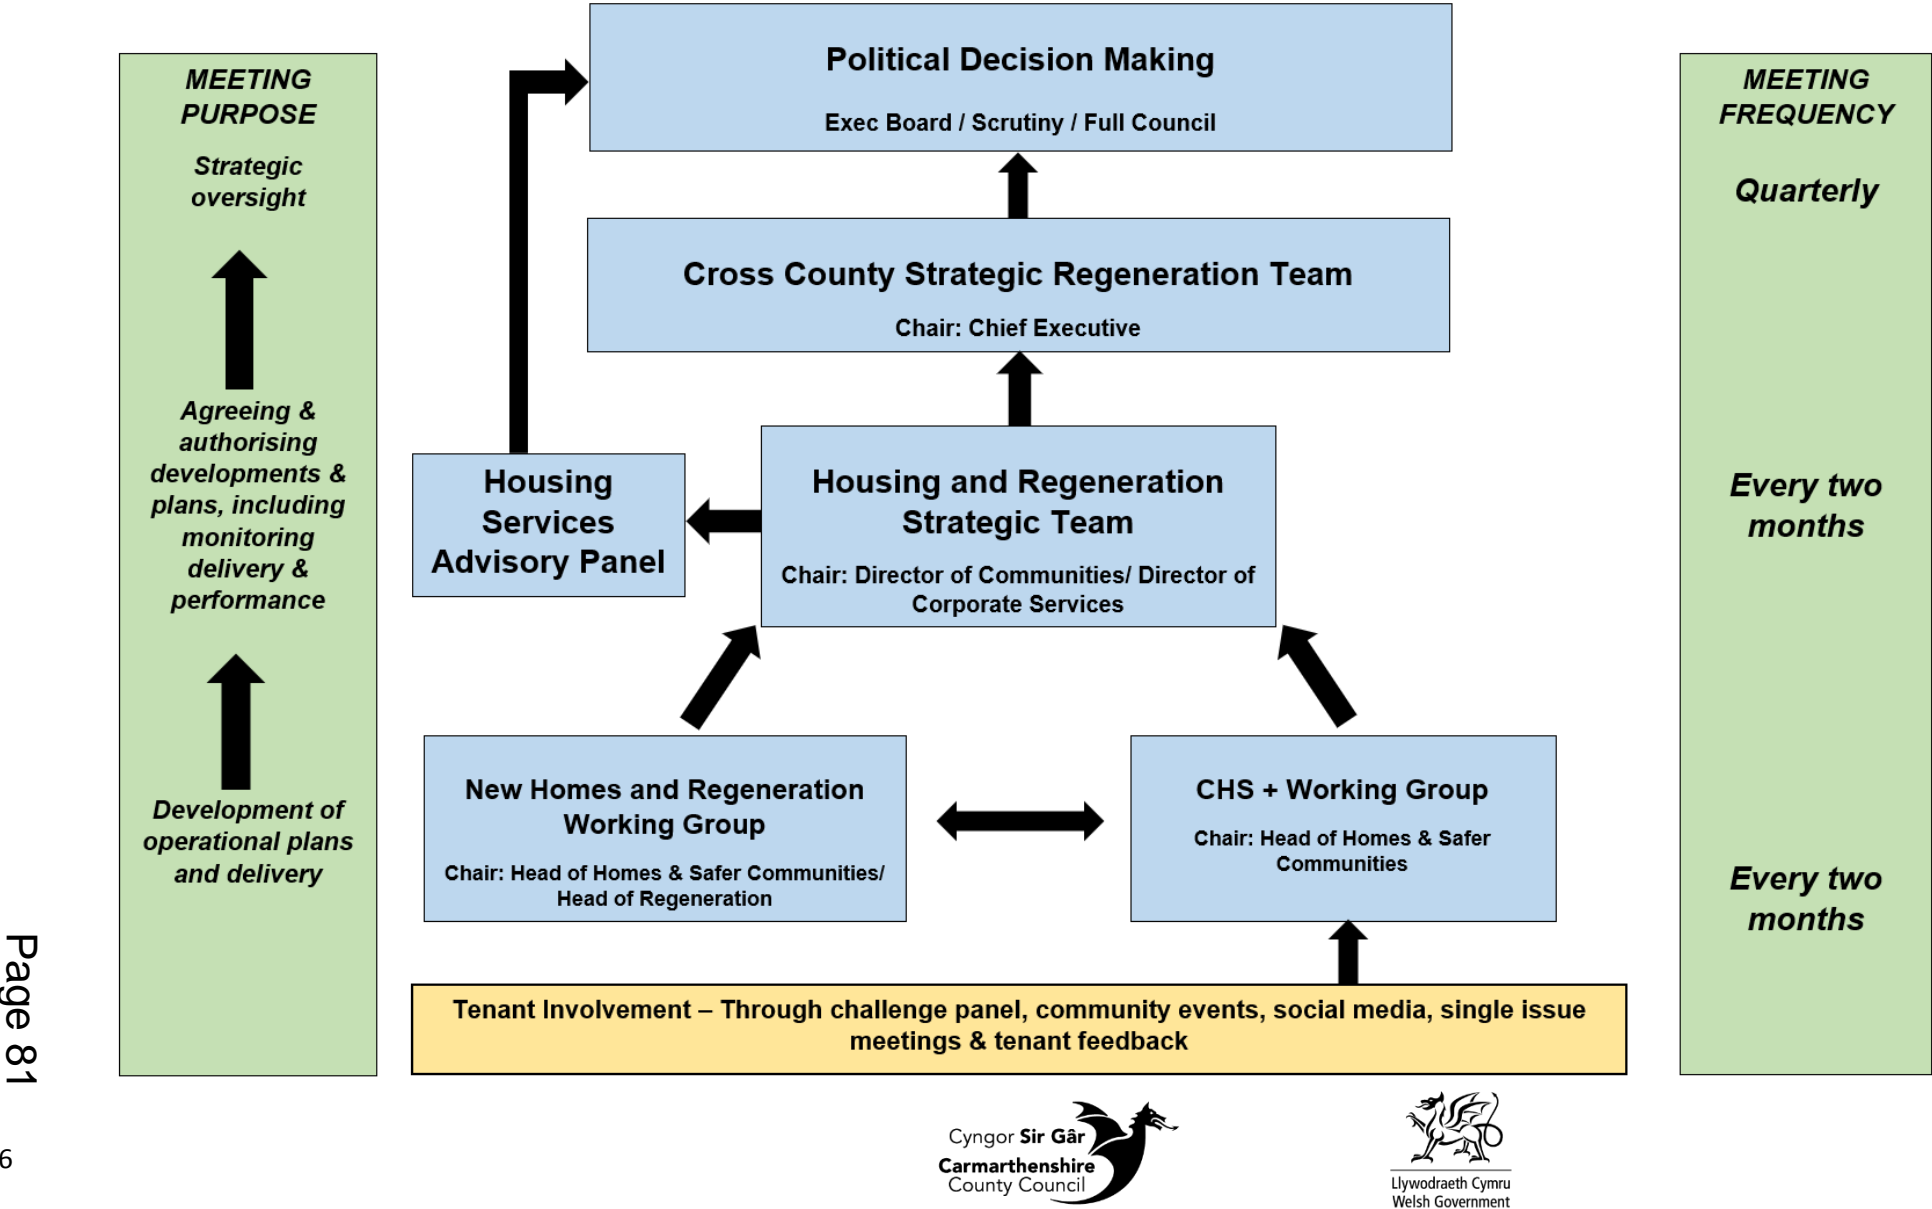 MEETING
PURPOSE
Strategic
oversight
Agreeing &
authorising
developments &
plans, including
monitoring
delivery &
performance
Development of
operational plans
and delivery
Political Decision Making
Exec Board / Scrutiny / Full Council
Cross County Strategic Regeneration Team
Chair: Chief Executive
Housing
Services
Advisory Panel
Housing and Regeneration
Strategic Team
Chair: Director of Communities/ Director of
Corporate Services
New Homes and Regeneration
Working Group
Chair: Head of Homes & Safer Communities/
Head of Regeneration
CHS + Working Group
Chair: Head of Homes & Safer
Communities
Tenant Involvement – Through challenge panel, community events, social media, single issue
meetings & tenant feedback
MEETING
FREQUENCY
Quarterly
Every two
months
Every two
months
Page 81
6
Cyngor Sir Gâr
Carmarthenshire
County Council
Llywodraeth Cymru
Welsh Government